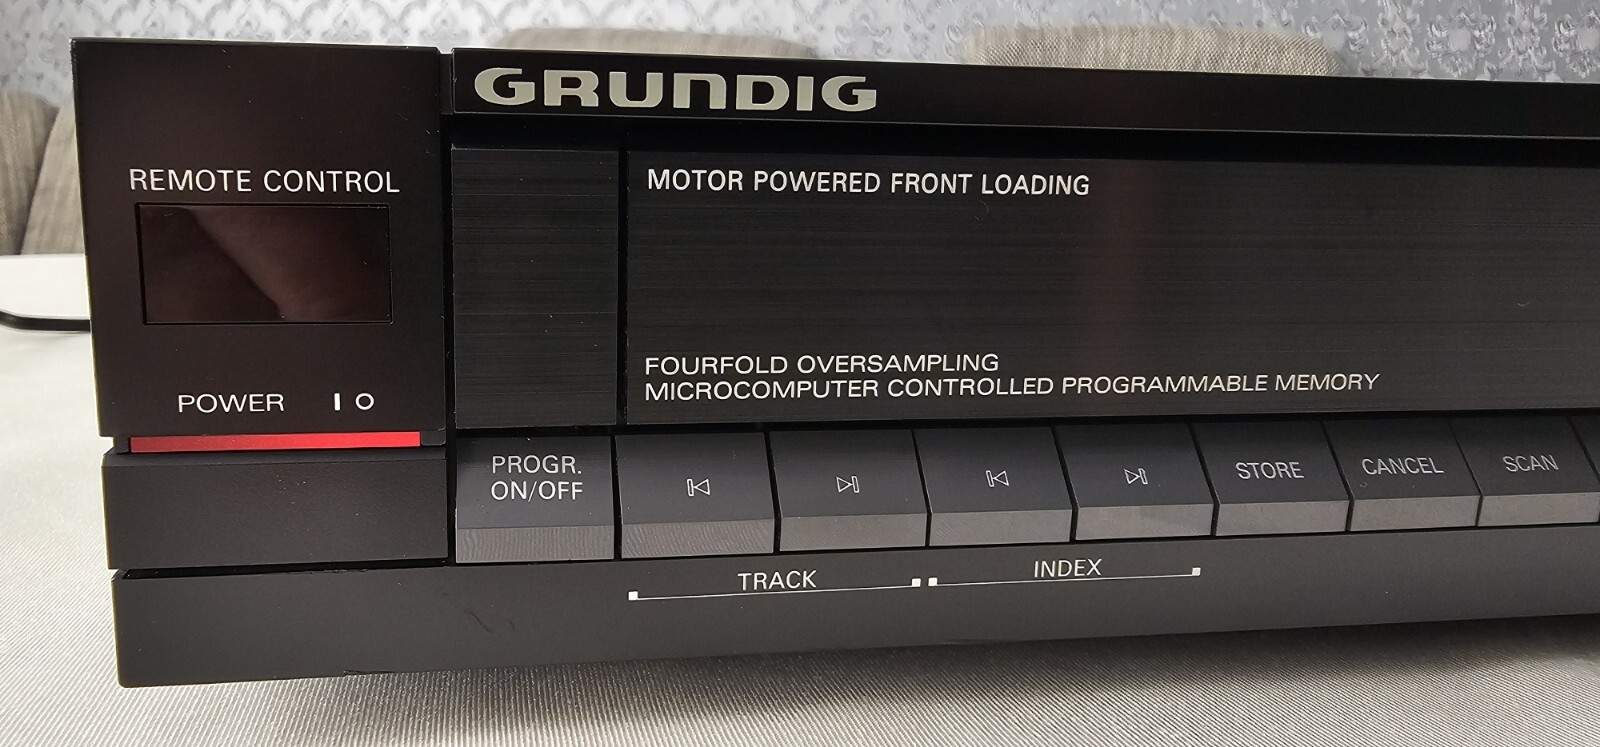 GRUNDIG
REMOTE CONTROL
MOTOR POWERED FRONT LOADING
FOURFOLD OVERSAMPLING
MICROCOMPUTER CONTROLLED PROGRAMMABLE MEMORY
POWER I O
PROGR.
ON/OFF
STORE
CANCEL
SCAN
TRACK
INDEX